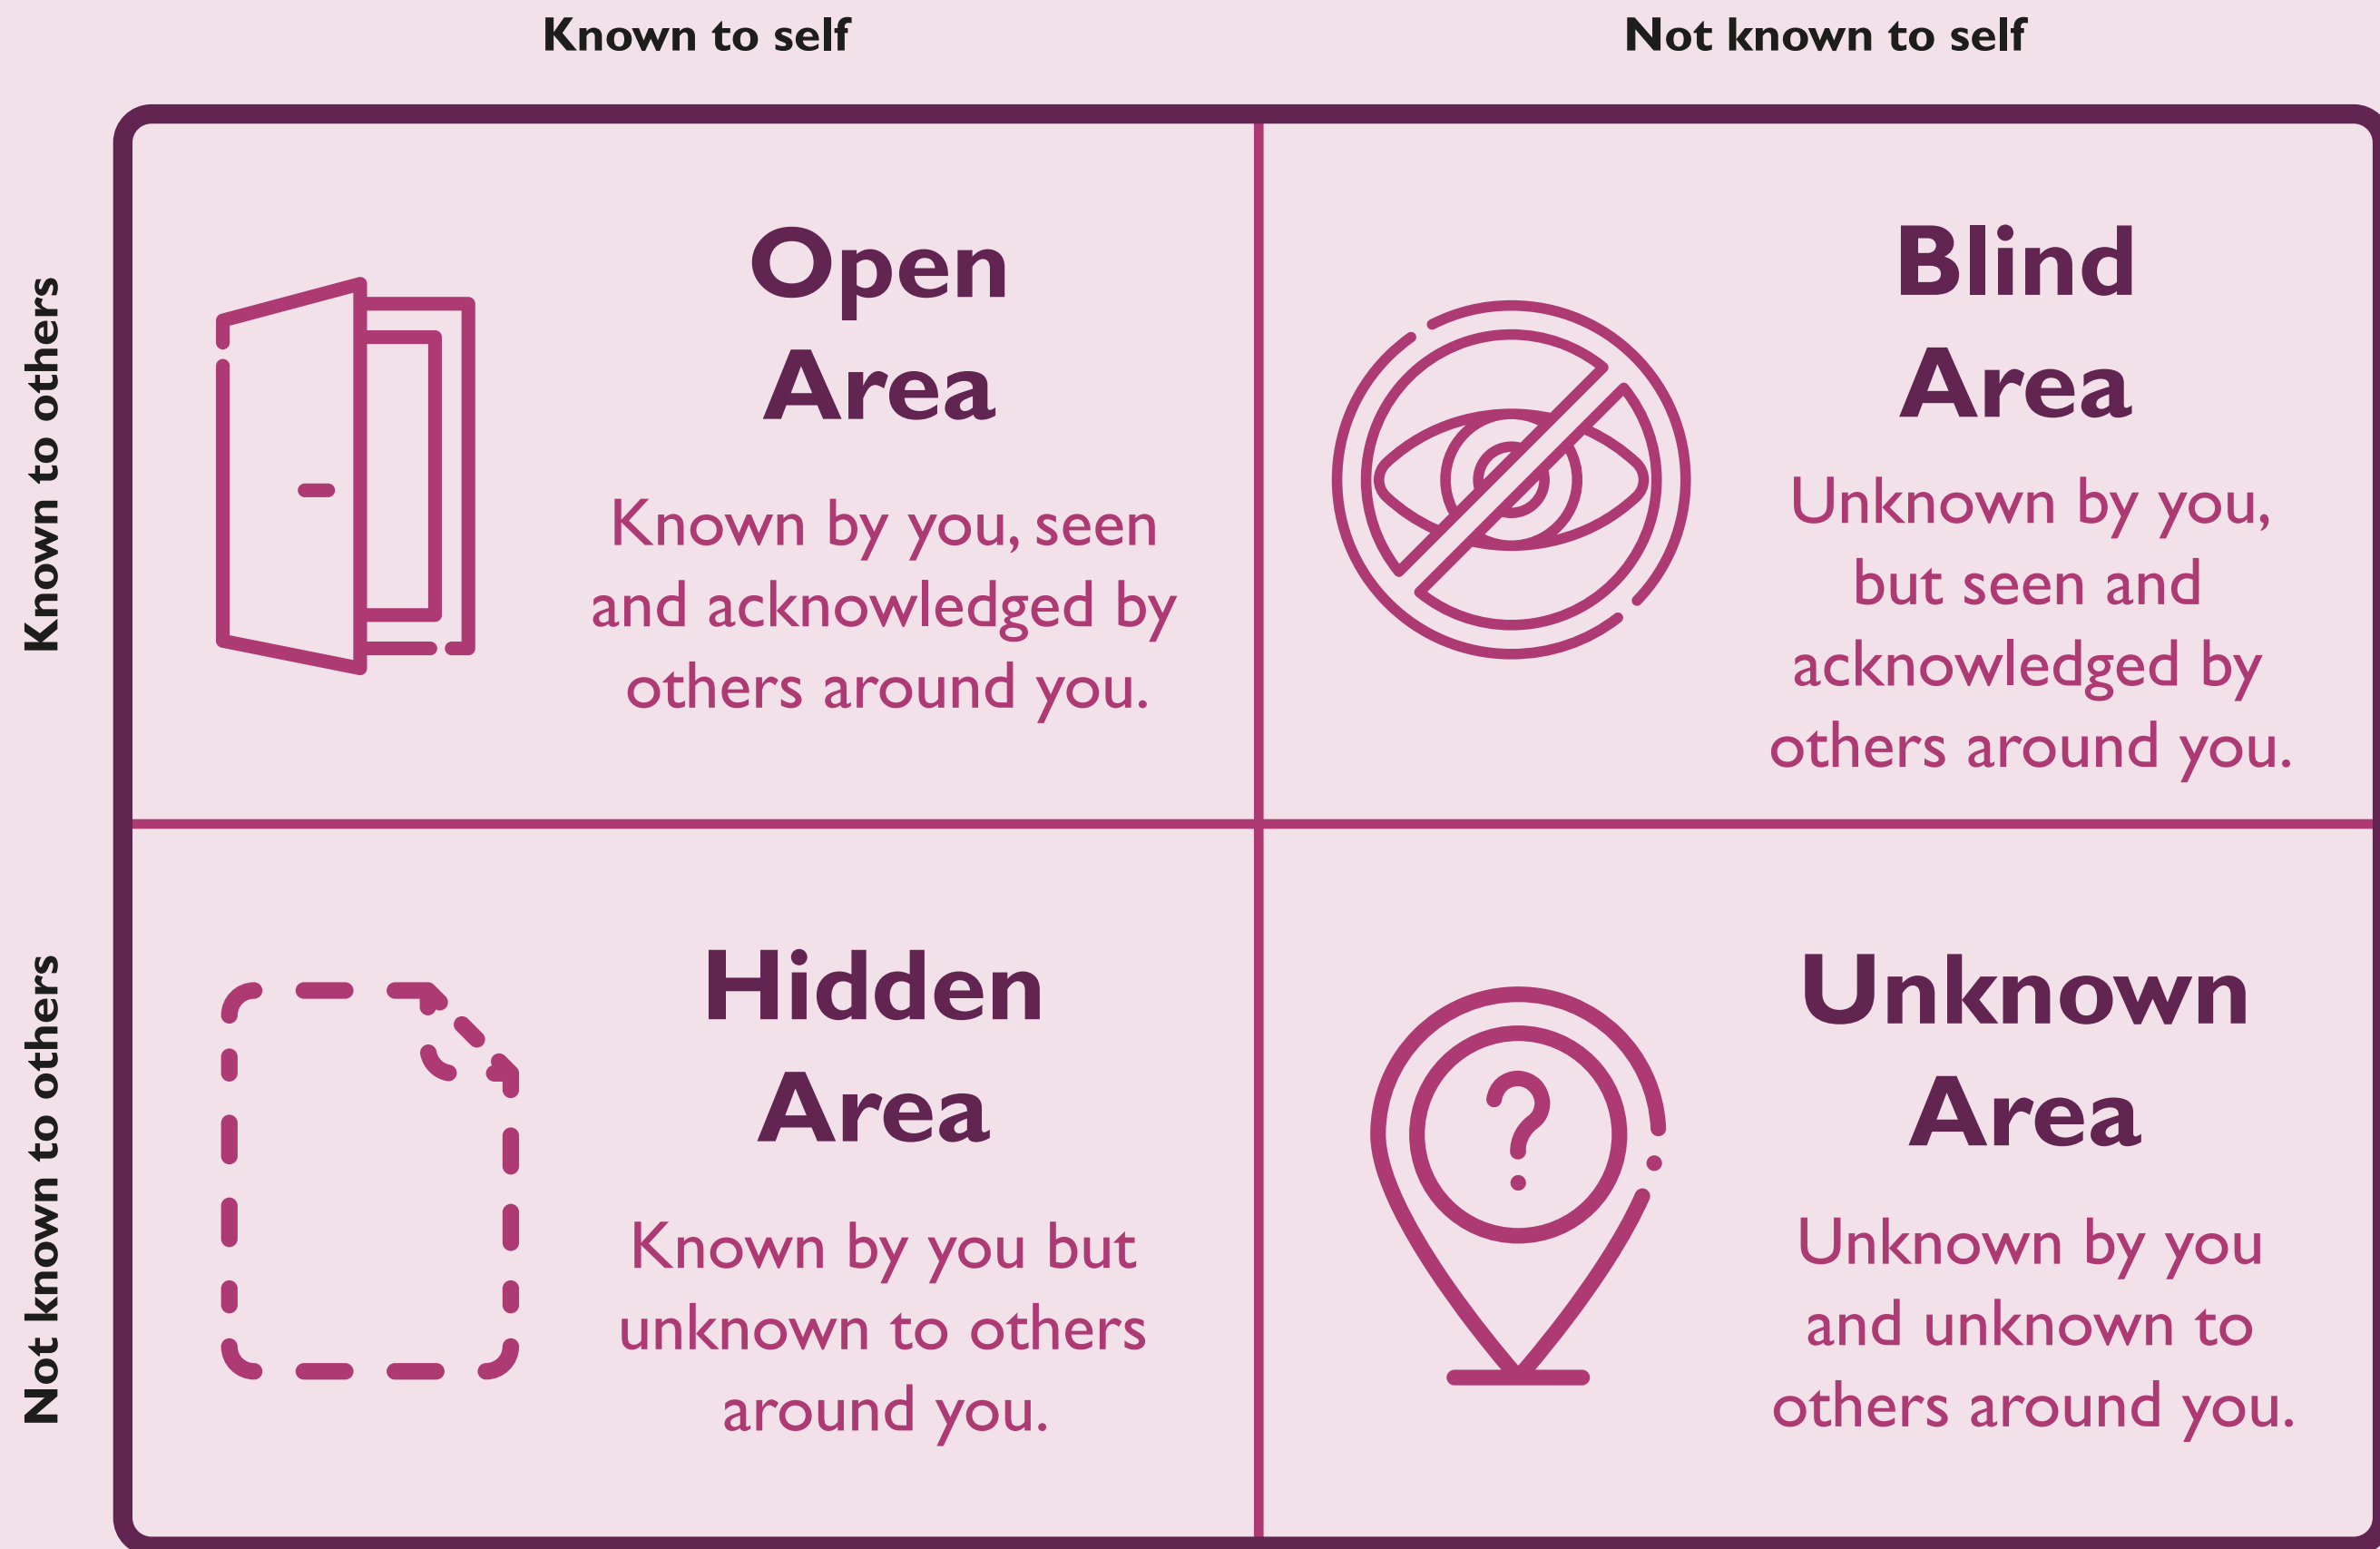 Known to self
Not known to self
Known to others
Open
Area
Known by you, seen
and acknowledged by
others around you.
Blind
Area
Unknown by you,
but seen and
acknowledged by
others around you.
Not known to others
Hidden
Area
Known by you but
unknown to others
around you.
Unknown
Area
Unknown by you
and unknown to
others around you.
?